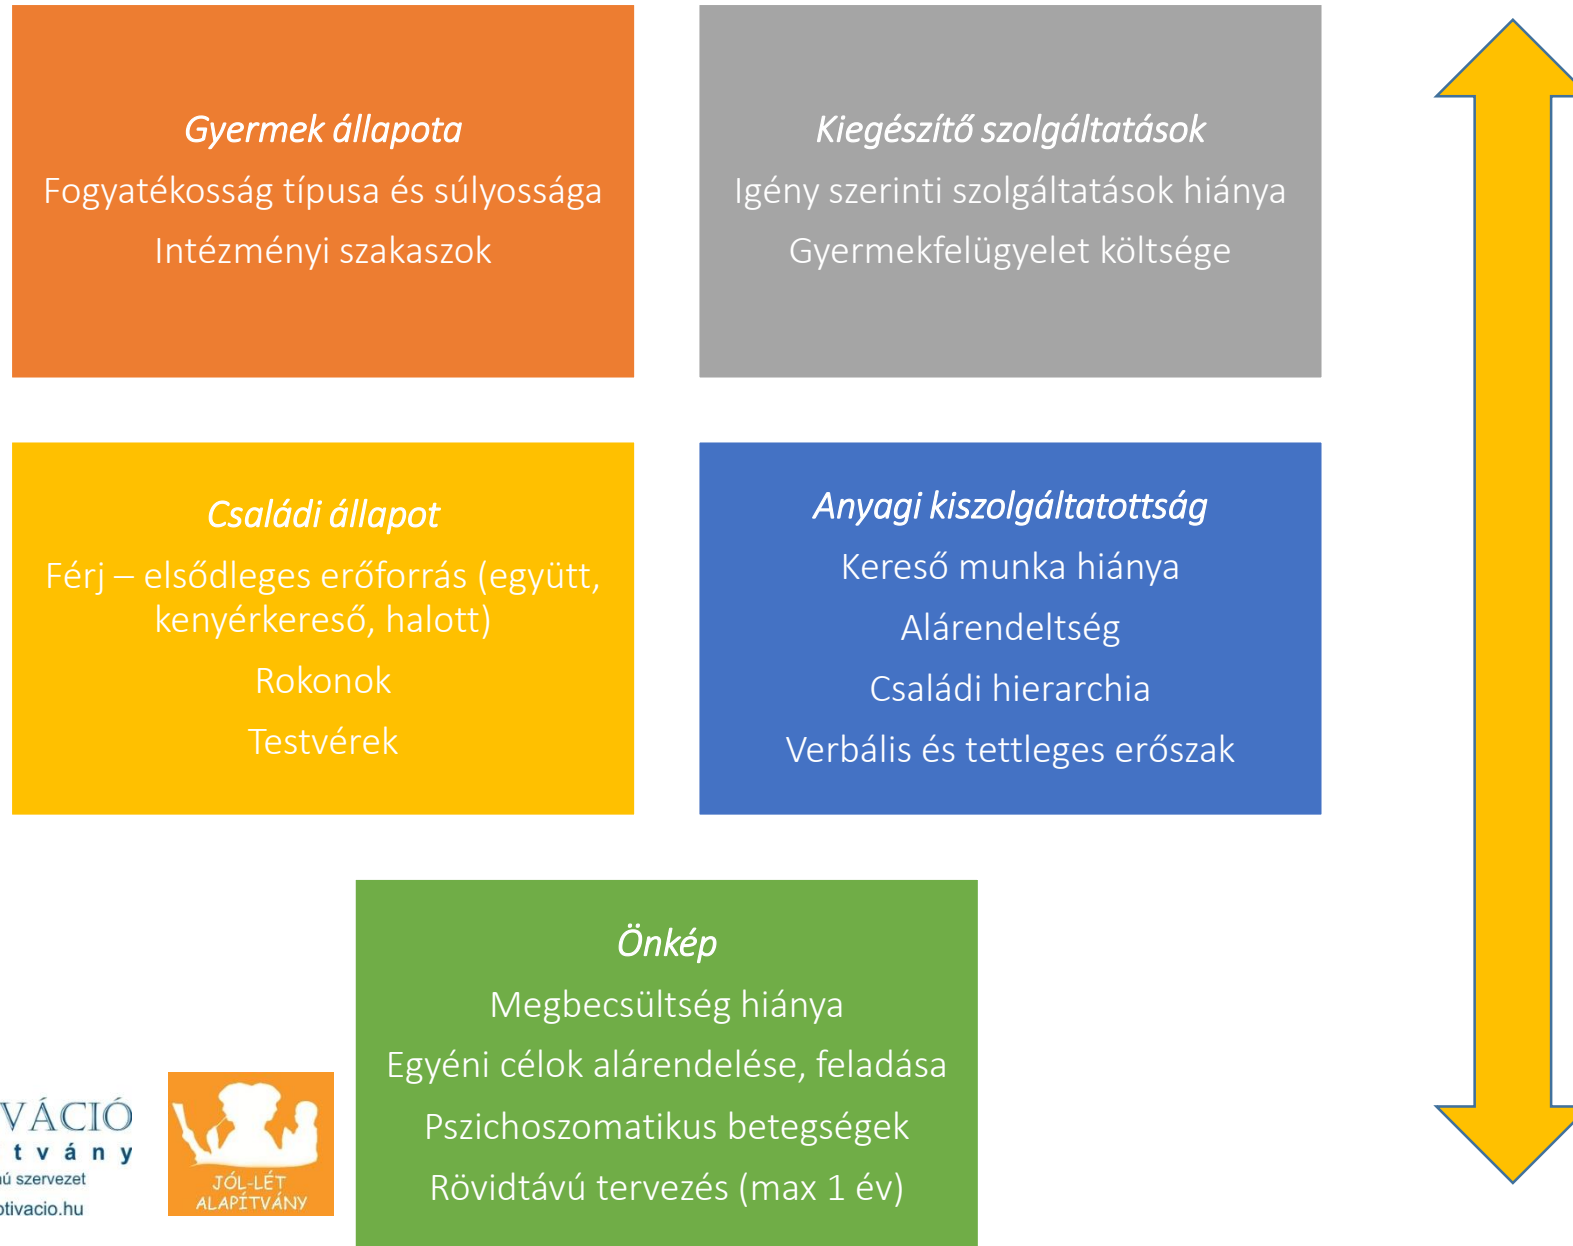 Gyermek állapota
Fogyatékosság típusa és súlyossága
Intézményi szakaszok
Kiegészítő szolgáltatások
Igény szerinti szolgáltatások hiánya
Gyermekfelügyelet költsége
Családi állapot
Férj – elsődleges erőforrás (együtt,
kenyérkereső, halott)
Rokonok
Testvérek
Anyagi kiszolgáltatottság
Kereső munka hiánya
Alárendeltség
Családi hierarchia
Verbális és tettleges erőszak
Önkép
Megbecsültség hiánya
Egyéni célok alárendelése, feladása
Pszichoszomatikus betegségek
Rövidtávú tervezés (max 1 év)
VÁCIÓ
tvány
ú szervezet
otivacio.hu
JÓL-LÉT
ALAPÍTVÁNY